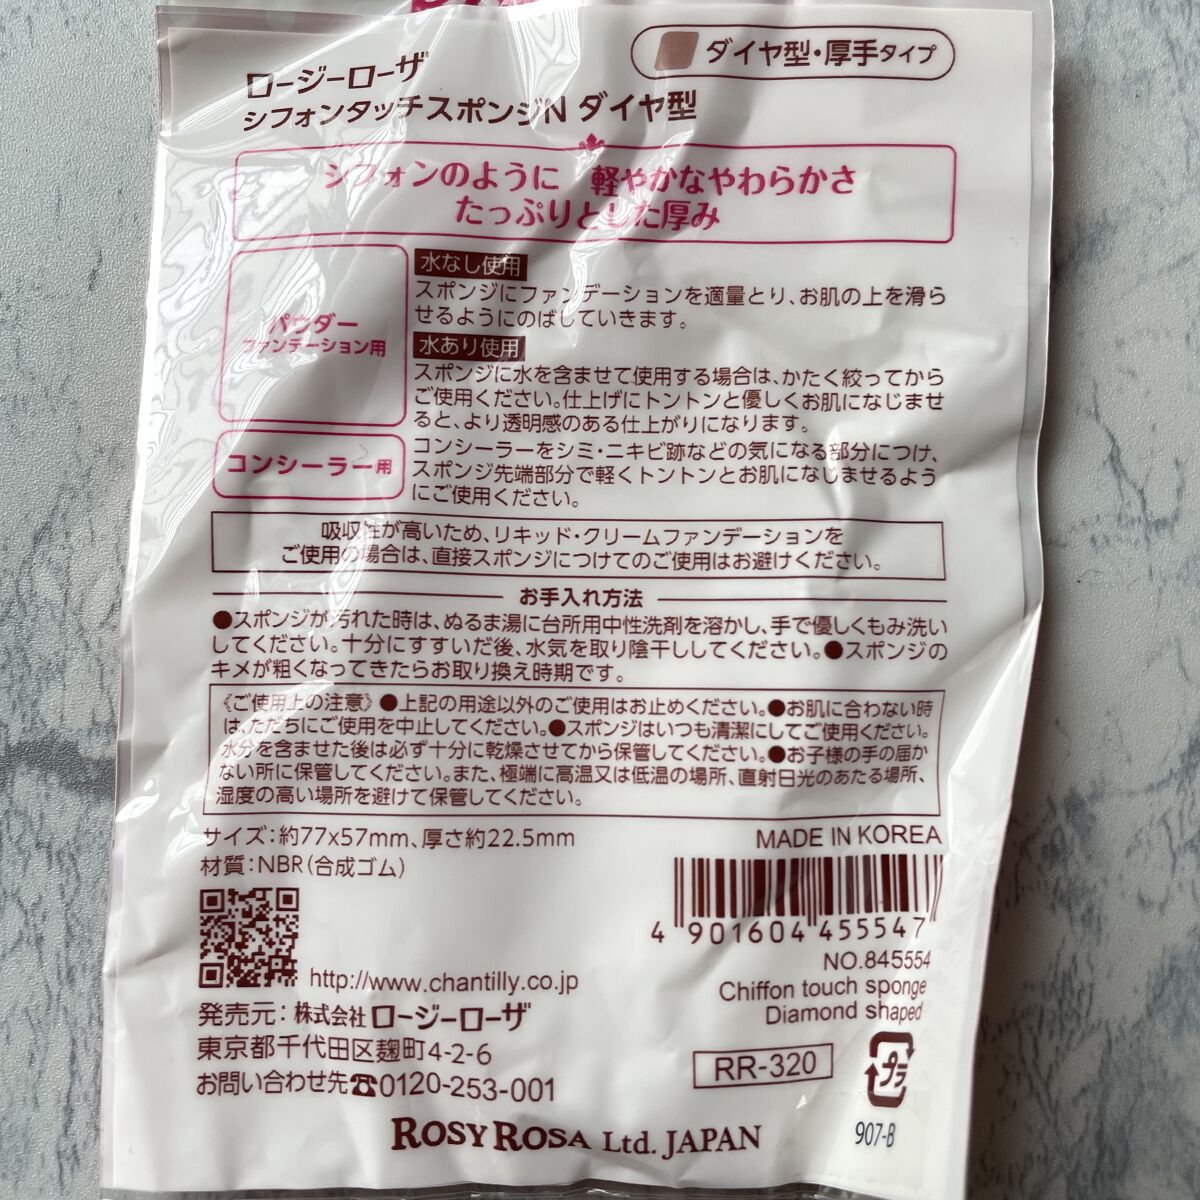 ダイヤ型・厚手タイプ
ロージーローザ
シフォンタッチスポンジN ダイヤ型
シフォンのように 軽やかなやわらかさ
たっぷりとした厚み
パウダー
ファンデーション用
水なし使用
スポンジにファンデーションを適量とり、お肌の上を滑ら
せるようにのばしていきます。
水あり使用
スポンジに水を含ませて使用する場合は、かたく絞ってから
ご使用ください。仕上げにトントンと優しくお肌になじませ
ると、より透明感のある仕上がりになります。
コンシーラー用
コンシーラーをシミ・ニキビ跡などの気になる部分につけ、
スポンジ先端部分で軽くトントンとお肌になじませるよう
にご使用ください。
吸収性が高いため、リキッド・クリームファンデーションを
ご使用の場合は、直接スポンジにつけてのご使用はお避けください。
お手入れ方法
●スポンジが汚れた時は、ぬるま湯に台所用中性洗剤を溶かし、手で優しくもみ洗い
してください。十分にすすいだ後、水気を取り陰干ししてください。●スポンジの
キメが粗くなってきたらお取り換え時期です。
《ご使用上の注意》●上記の用途以外のご使用はお止めください。●お肌に合わない時
は、ただちにご使用を中止してください。●スポンジはいつも清潔にしてご使用ください。
水分を含ませた後は必ず十分に乾燥させてから保管してください。●お子様の手の届か
ない所に保管してください。また、極端に高温又は低温の場所、直射日光のあたる場所、
湿度の高い場所を避けて保管してください。
サイズ:約77x57mm、厚さ約22.5mm
材質:NBR(合成ゴム)
MADE IN KOREA
4 901604 455547
NO.845554
Chiffon touch sponge
Diamond shaped
http://www.chantilly.co.jp
発売元:株式会社ロージーローザ
東京都千代田区麹町4-2-6
お問い合わせ先☎0120-253-001
RR-320
プラ
ROSY ROSA Ltd. JAPAN
907-B